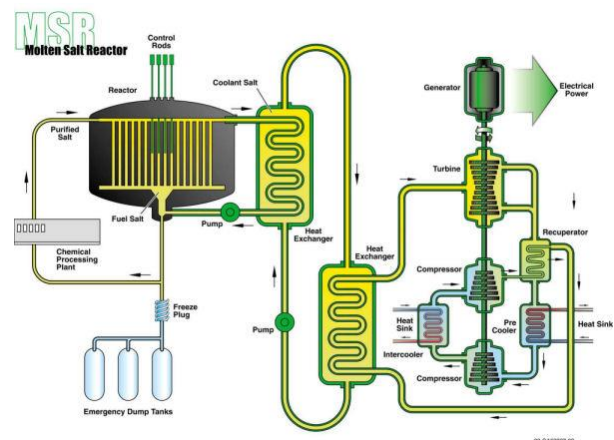 MSR
Molten Salt Reactor
Control
Rods
Reactor
Coolant Salt
Generator
Electrical
Power
Purified
Salt
Turbine
Fuel Salt
Pump
Heat
Exchanger
Heat
Exchanger
Recuperator
Chemical
Processing
Plant
Compressor
Freeze
Plug
Pump
Heat
Sink
Pre
Cooler
Heat Sink
Intercooler
Compressor
Emergency Dump Tanks